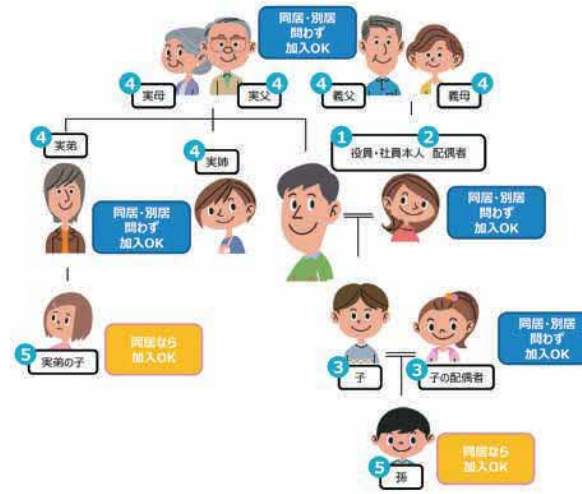 同居・別居
問わず
加入OK
4 実母
実父 4
4 義父
義母 4
4 実弟
4 実姉
1 役員・社員本人 2 配偶者
同居・別居
問わず
加入OK
同居・別居
問わず
加入OK
5 実弟の子
同居なら
加入OK
3 子
3 子の配偶者
同居・別居
問わず
加入OK
5 孫
同居なら
加入OK